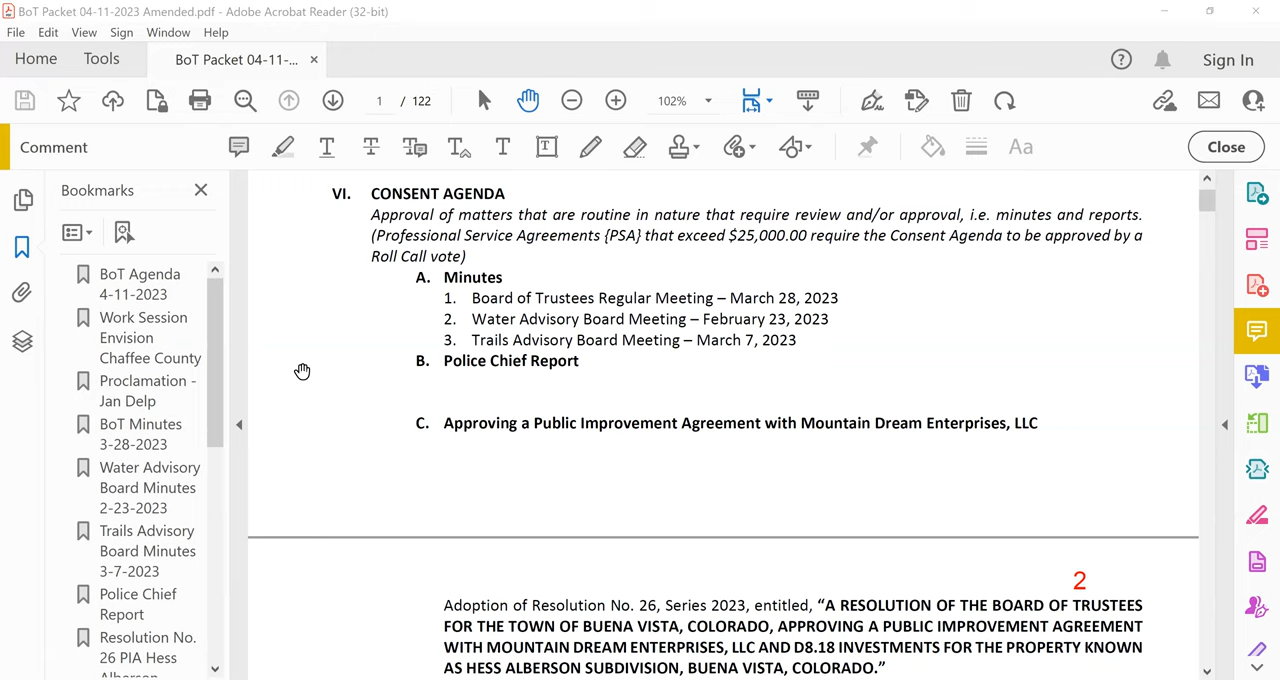 BoT Packet 04-11-2023 Amended.pdf - Adobe Acrobat Reader (32-bit)
File Edit View Sign Window Help
Home Tools BoT Packet 04-11-... × Sign In
1 / 122 102%
Comment Close
Bookmarks
BoT Agenda
4-11-2023
Work Session
Envision
Chaffee County
Proclamation -
Jan Delp
BoT Minutes
3-28-2023
Water Advisory
Board Minutes
2-23-2023
Trails Advisory
Board Minutes
3-7-2023
Police Chief
Report
Resolution No.
26 PIA Hess
Alberson
VI. CONSENT AGENDA
Approval of matters that are routine in nature that require review and/or approval, i.e. minutes and reports.
(Professional Service Agreements {PSA} that exceed $25,000.00 require the Consent Agenda to be approved by a
Roll Call vote)
A. Minutes
1. Board of Trustees Regular Meeting – March 28, 2023
2. Water Advisory Board Meeting – February 23, 2023
3. Trails Advisory Board Meeting – March 7, 2023
B. Police Chief Report
C. Approving a Public Improvement Agreement with Mountain Dream Enterprises, LLC
2
Adoption of Resolution No. 26, Series 2023, entitled, “A RESOLUTION OF THE BOARD OF TRUSTEES
FOR THE TOWN OF BUENA VISTA, COLORADO, APPROVING A PUBLIC IMPROVEMENT AGREEMENT
WITH MOUNTAIN DREAM ENTERPRISES, LLC AND D8.18 INVESTMENTS FOR THE PROPERTY KNOWN
AS HESS ALBERSON SUBDIVISION, BUENA VISTA, COLORADO.”